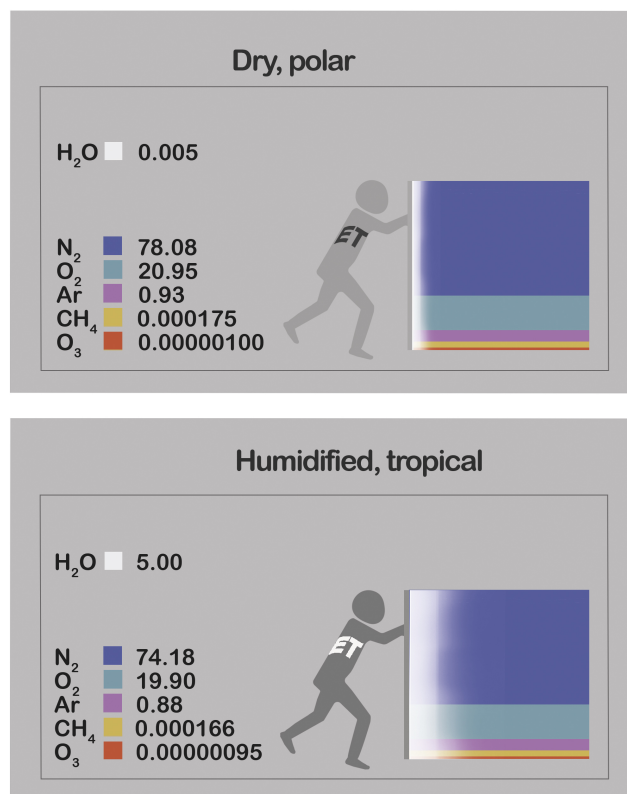 Dry, polar
H₂O 0.005
ET
N₂ 78.08
O₂ 20.95
Ar 0.93
CH₄ 0.000175
O₃ 0.00000100
Humidified, tropical
H₂O 5.00
ET
N₂ 74.18
O₂ 19.90
Ar 0.88
CH₄ 0.000166
O₃ 0.00000095